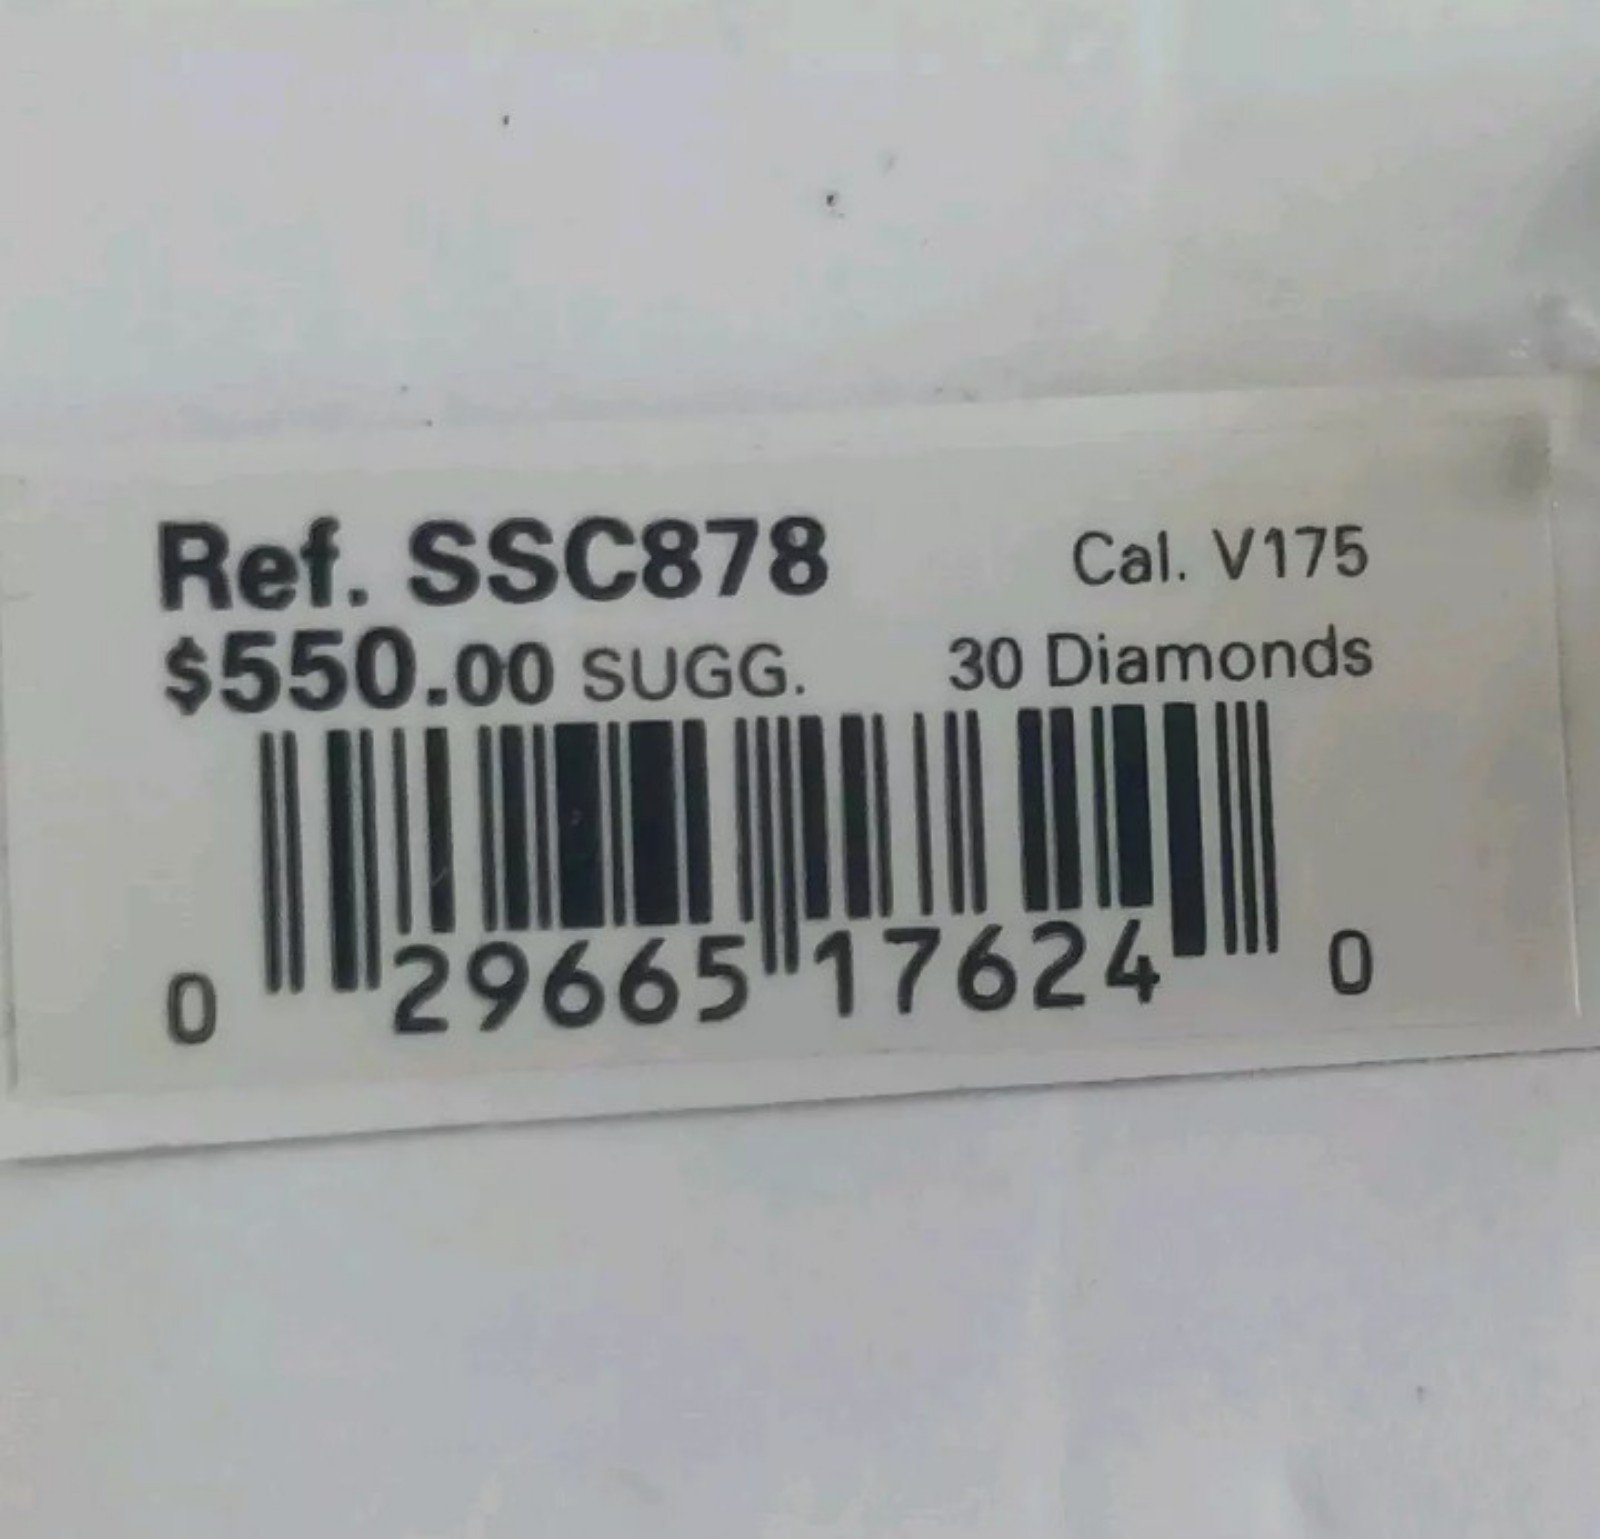 Ref. SSC878 Cal. V175
$550.00 SUGG. 30 Diamonds
0 29665 17624 0